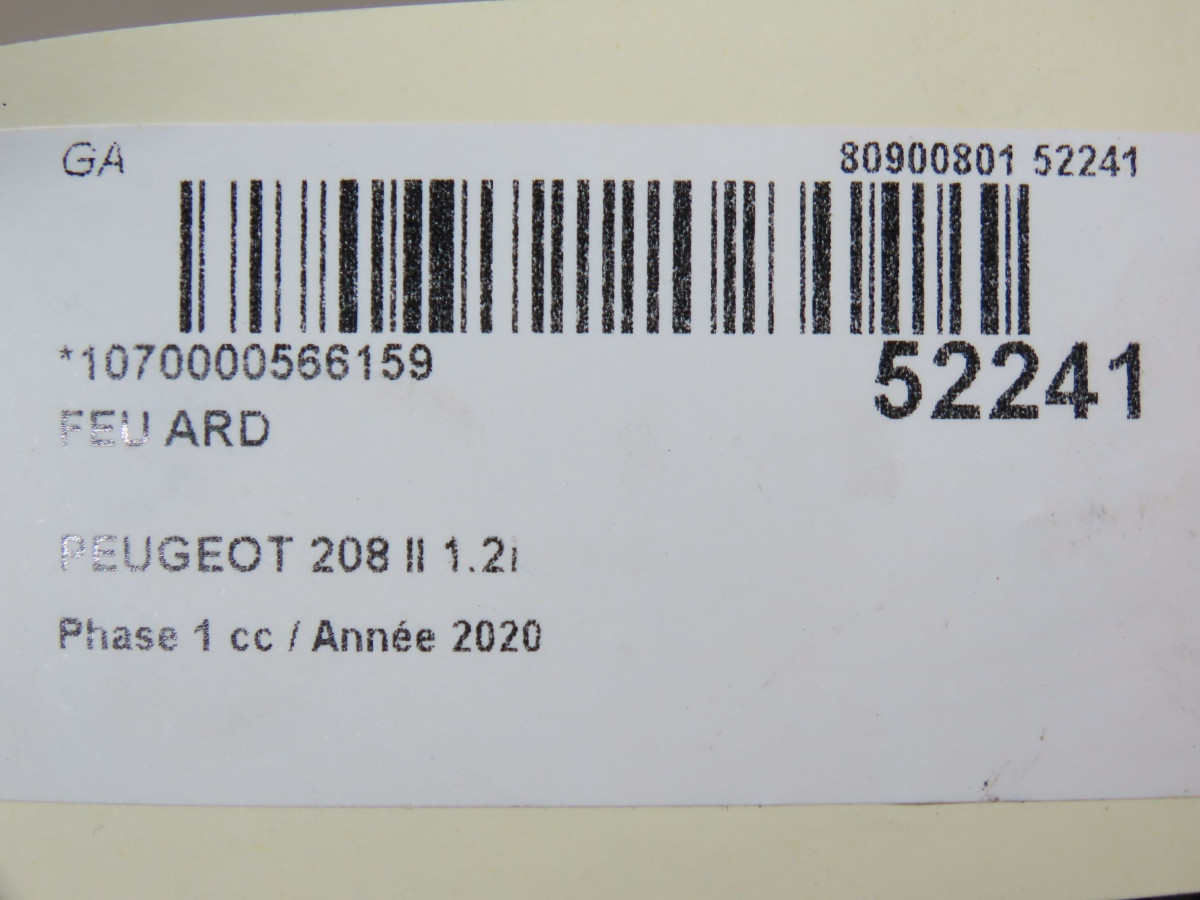 GA
80900801 52241
*1070000566159
52241
FEU ARD
PEUGEOT 208 II 1.2i
Phase 1 cc / Année 2020